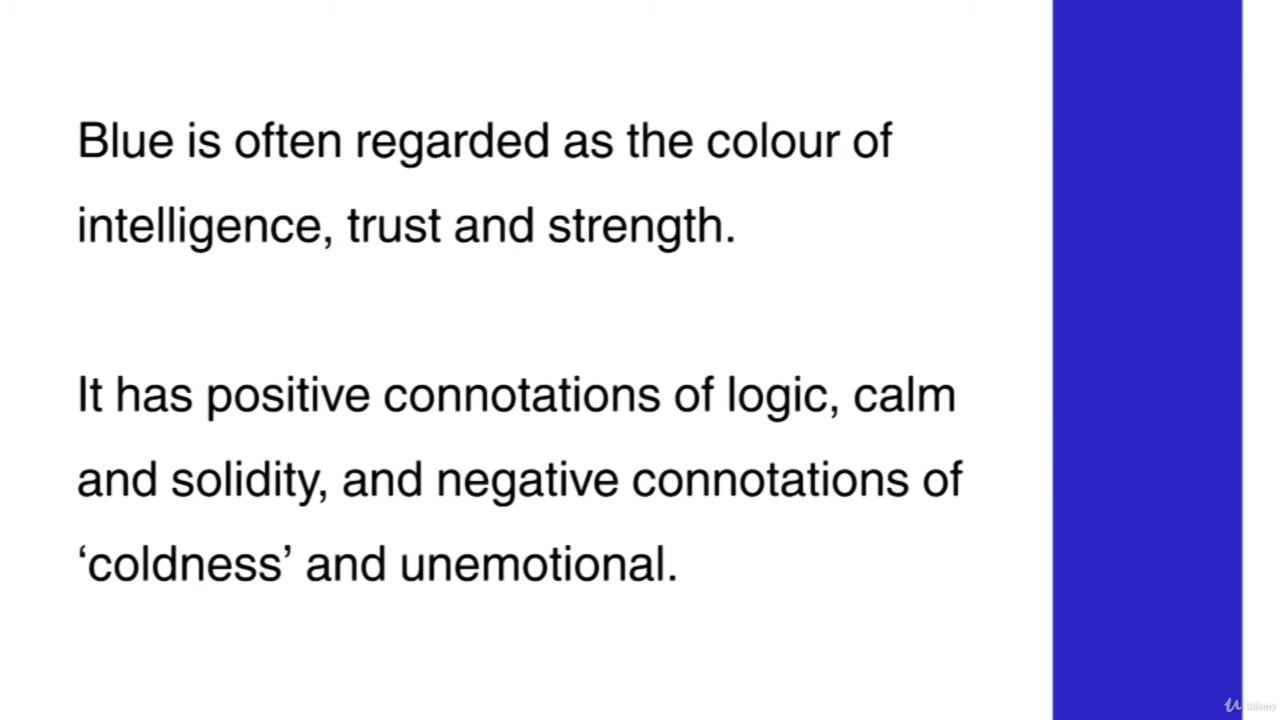 Blue is often regarded as the colour of
intelligence, trust and strength.
It has positive connotations of logic, calm
and solidity, and negative connotations of
‘coldness’ and unemotional.
Udemy